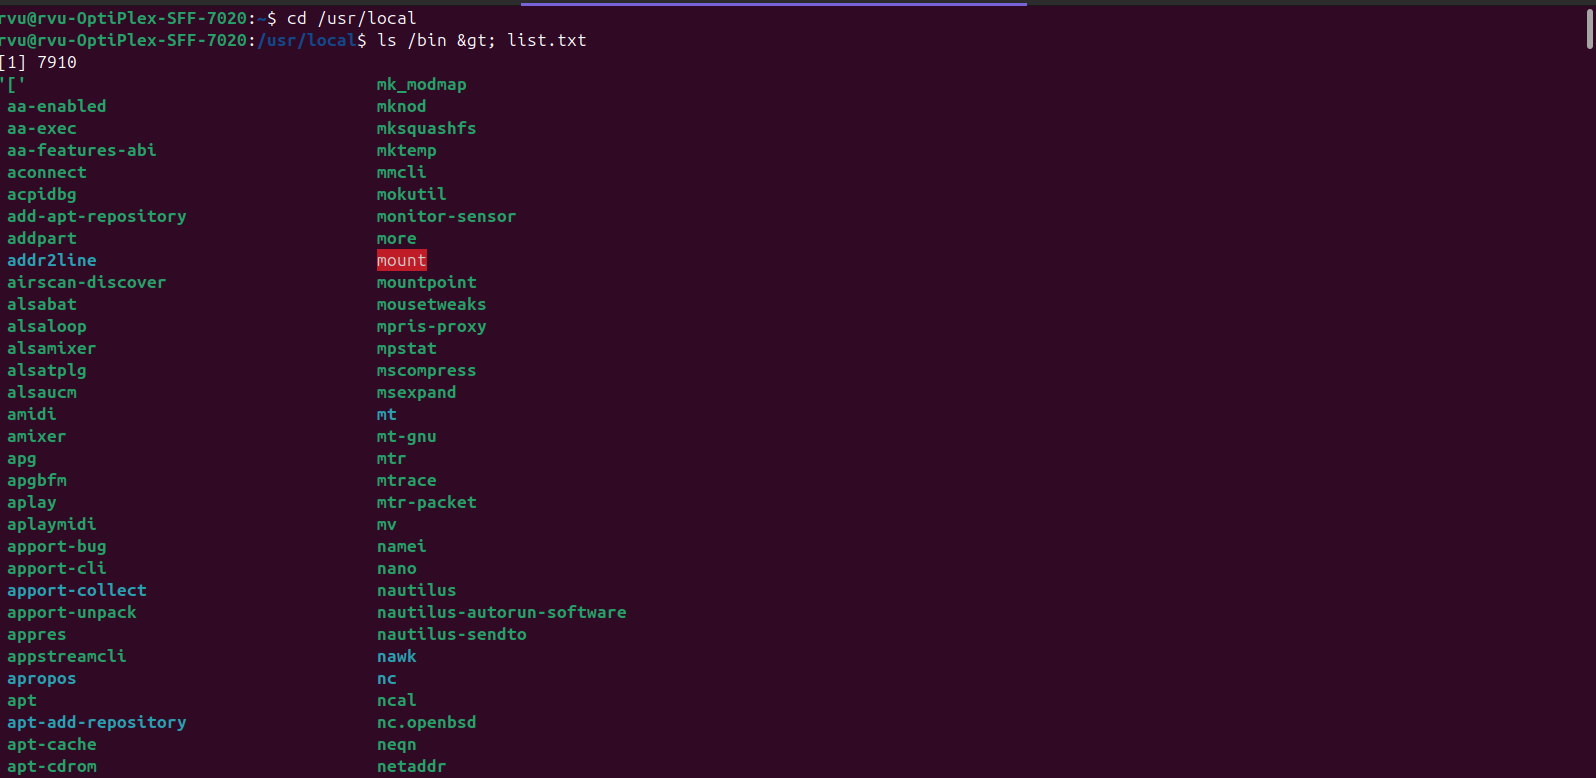 rvu@rvu-OptiPlex-SFF-7020:~$ cd /usr/local
rvu@rvu-OptiPlex-SFF-7020:/usr/local$ ls /bin &gt; list.txt
[1] 7910
'[' mk_modmap
aa-enabled mknod
aa-exec mksquashfs
aa-features-abi mktemp
aconnect mmcli
acpidbg mokutil
add-apt-repository monitor-sensor
addpart more
addr2line mount
airscan-discover mountpoint
alsabat mousetweaks
alsaloop mpris-proxy
alsamixer mpstat
alsatplg mscompress
alsaucm msexpand
amidi mt
amixer mt-gnu
apg mtr
apgbfm mtrace
aplay mtr-packet
aplaymidi mv
apport-bug namei
apport-cli nano
apport-collect nautilus
apport-unpack nautilus-autorun-software
appres nautilus-sendto
appstreamcli nawk
apropos nc
apt ncal
apt-add-repository nc.openbsd
apt-cache neqn
apt-cdrom netaddr